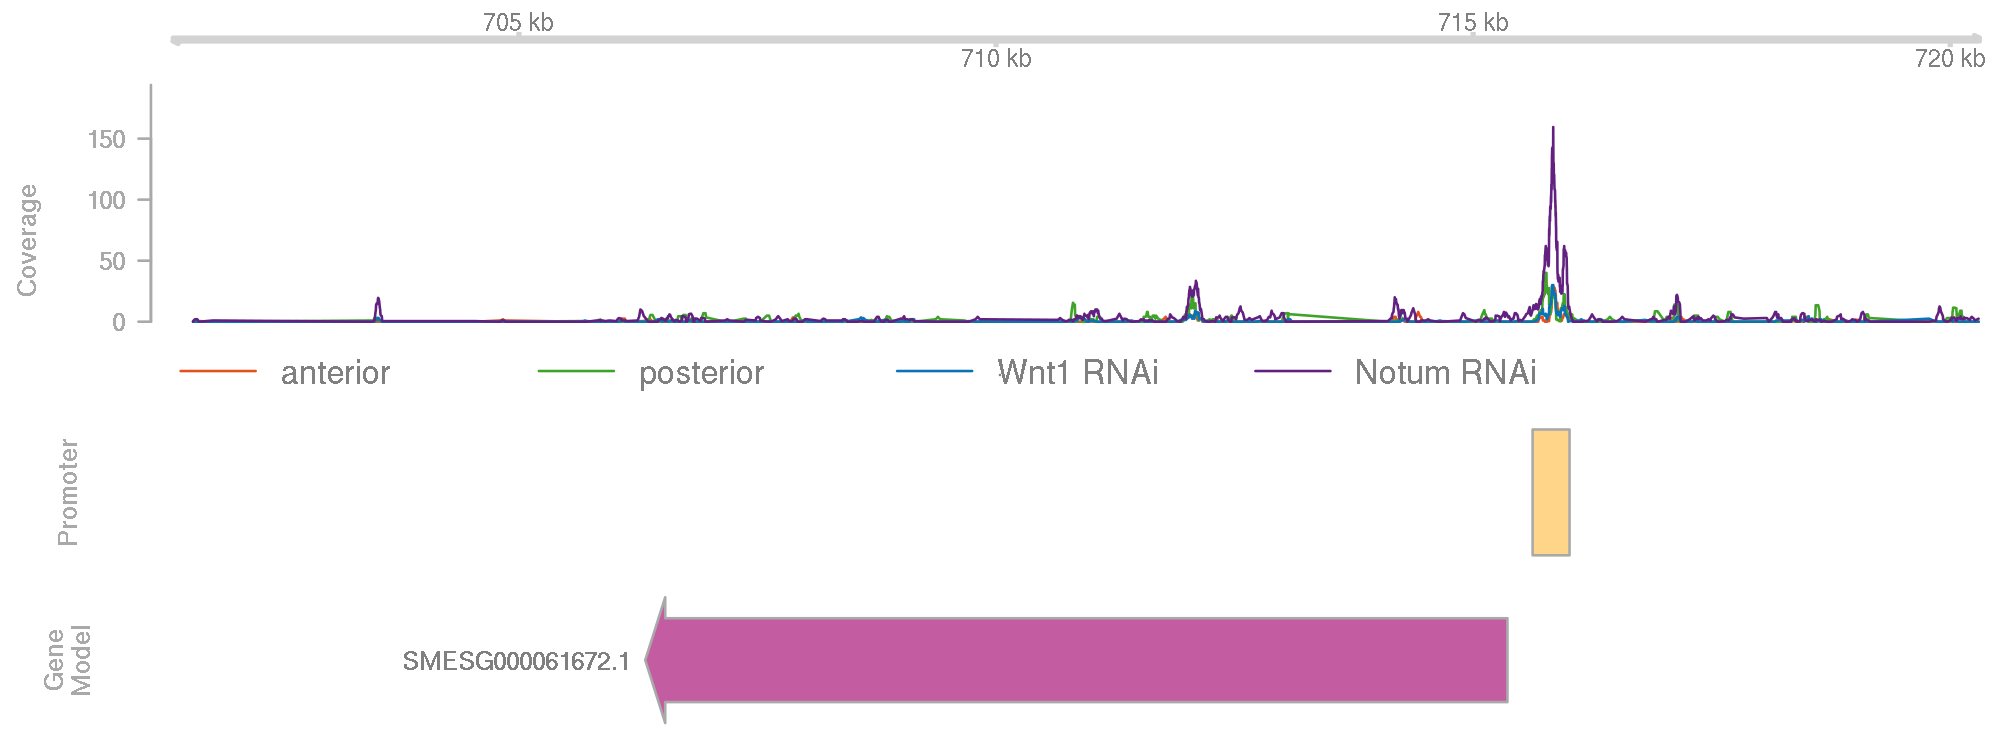 705 kb
715 kb
710 kb
720 kb
Coverage
150
100
50
0
anterior
posterior
Wnt1 RNAi
Notum RNAi
Promoter
Gene
Model
SMESG000061672.1